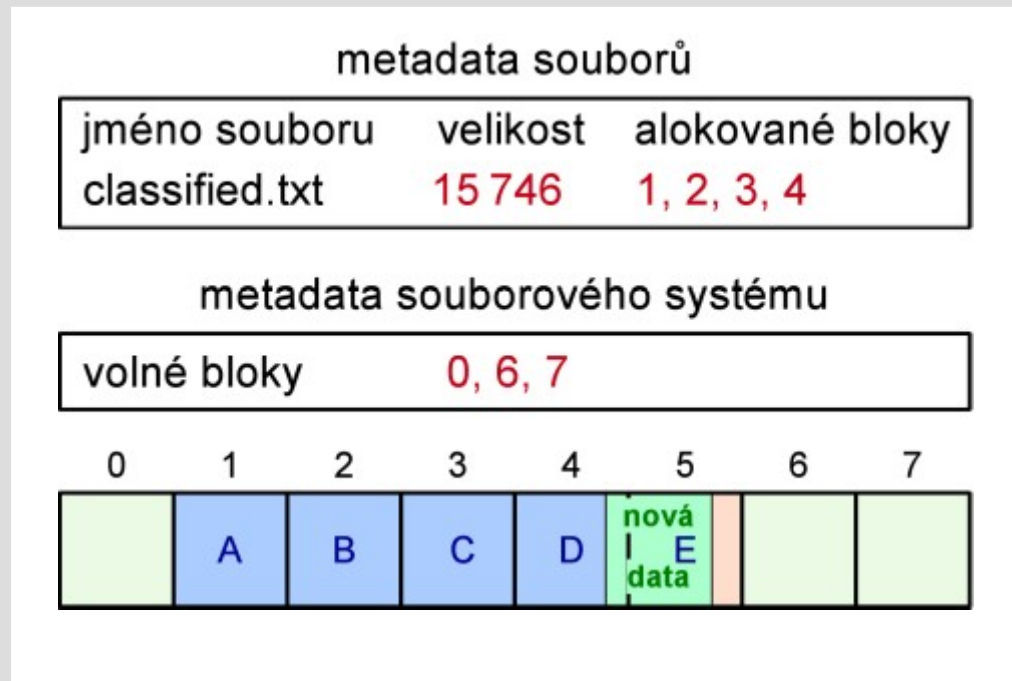 metadata souborů
jméno souboru velikost alokované bloky
classified.txt 15 746 1, 2, 3, 4
metadata souborového systému
volné bloky 0, 6, 7
0 1 2 3 4 5 6 7
A B C D nová E data